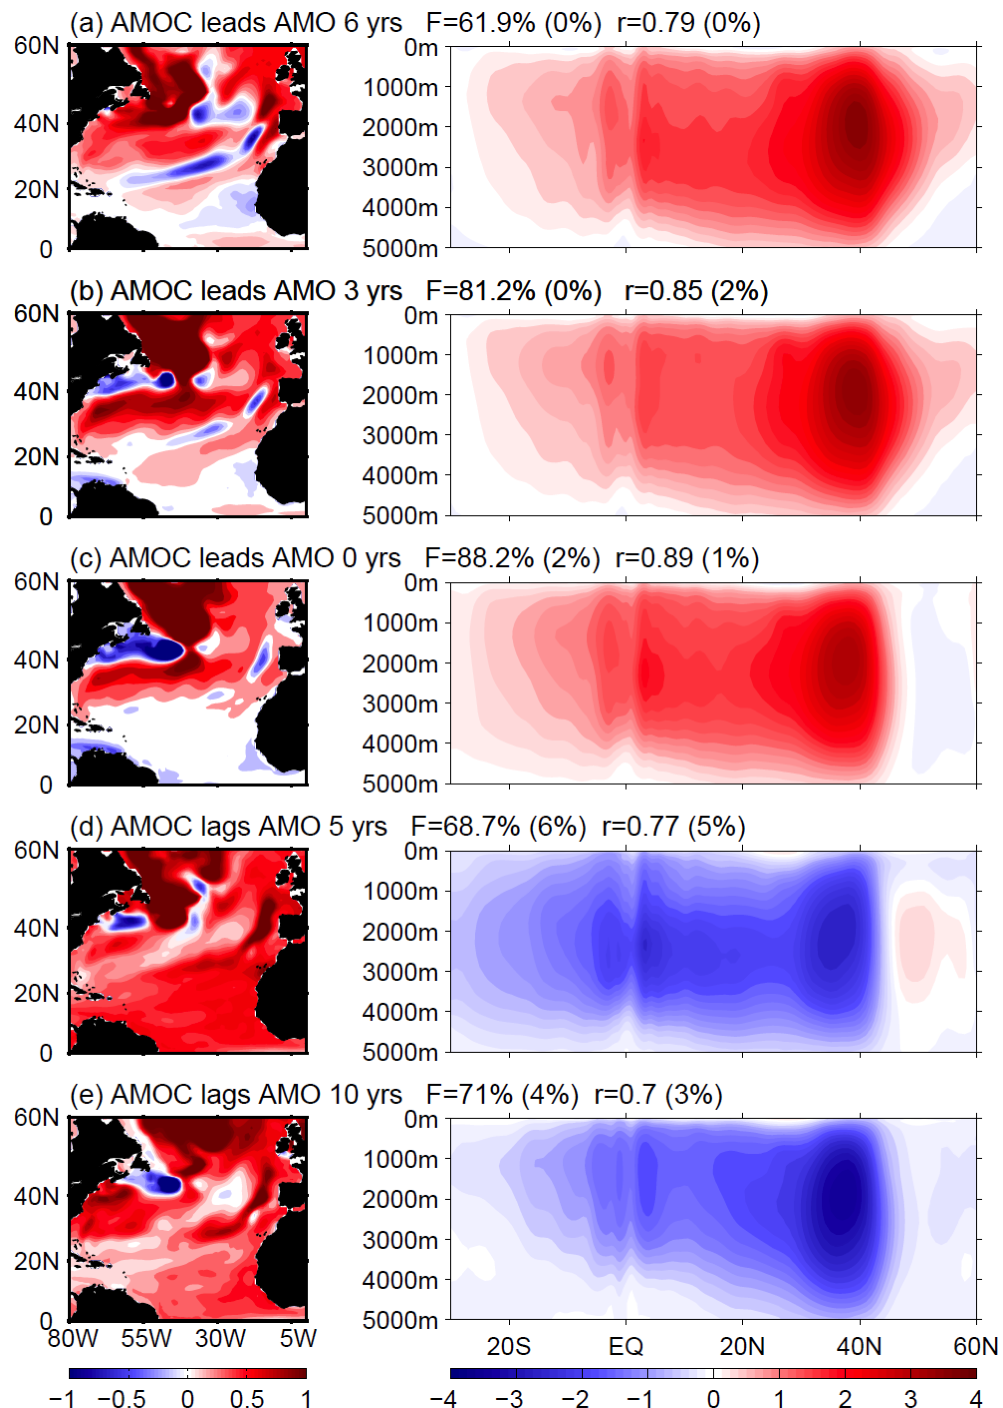 (a) AMOC leads AMO 6 yrs F=61.9% (0%) r=0.79 (0%)
60N
40N
20N
0
0m
1000m
2000m
3000m
4000m
5000m
(b) AMOC leads AMO 3 yrs F=81.2% (0%) r=0.85 (2%)
60N
40N
20N
0
0m
1000m
2000m
3000m
4000m
5000m
(c) AMOC leads AMO 0 yrs F=88.2% (2%) r=0.89 (1%)
60N
40N
20N
0
0m
1000m
2000m
3000m
4000m
5000m
(d) AMOC lags AMO 5 yrs F=68.7% (6%) r=0.77 (5%)
60N
40N
20N
0
0m
1000m
2000m
3000m
4000m
5000m
(e) AMOC lags AMO 10 yrs F=71% (4%) r=0.7 (3%)
60N
40N
20N
0
80W 55W 30W 5W
0m
1000m
2000m
3000m
4000m
5000m
20S EQ 20N 40N 60N
−1 −0.5 0 0.5 1
−4 −3 −2 −1 0 1 2 3 4